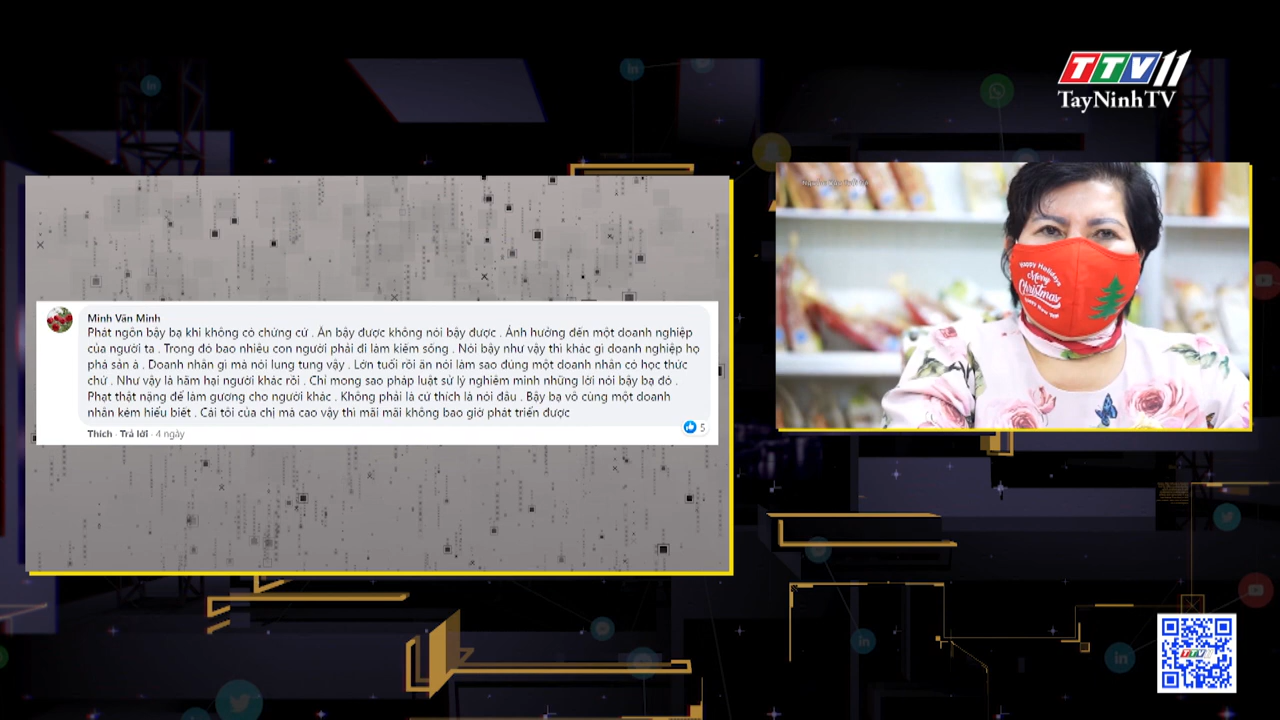 TTV11
TayNinhTV
Minh Văn Minh
Phát ngôn bậy bạ khi không có chứng cứ . Ăn bậy được không nói bậy được . Ảnh hưởng đến một doanh nghiệp
của người ta . Trong đó bao nhiêu con người phải đi làm kiếm sống . Nói bậy như vậy thì khác gì doanh nghiệp họ
phá sản à . Doanh nhân gì mà nói lung tung vậy . Lớn tuổi rồi ăn nói làm sao đúng một doanh nhân có học thức
chứ . Như vậy là hãm hại người khác rồi . Chỉ mong sao pháp luật sử lý nghiêm minh những lời nói bậy bạ đó .
Phạt thật nặng để làm gương cho người khác . Không phải là cứ thích là nói đâu . Bậy bạ vô cùng một doanh
nhân kém hiểu biết . Cái tôi của chị mà cao vậy thì mãi mãi không bao giờ phát triển được
Thích · Trả lời · 4 ngày
5
Happy Holidays
Merry
Christmas
Happy New Year
TTV11